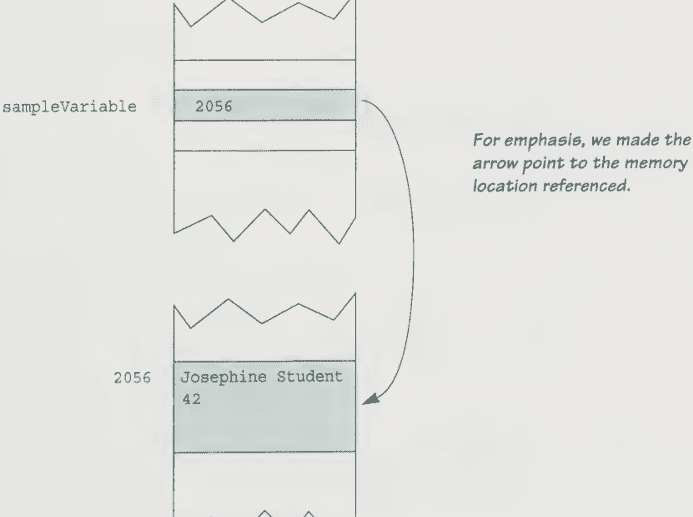 sampleVariable 2056
For emphasis, we made the
arrow point to the memory
location referenced.
2056 Josephine Student
42